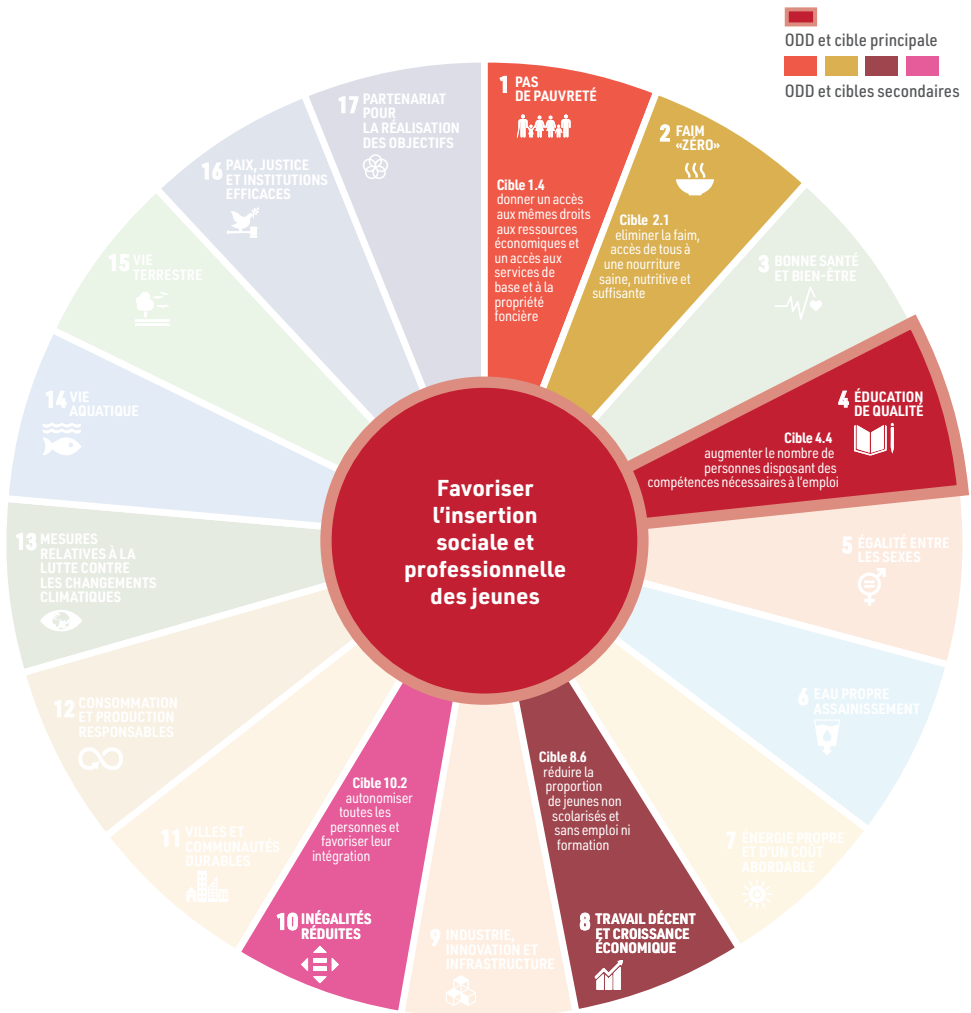 ODD et cible principale
ODD et cibles secondaires
1 PAS
DE PAUVRETÉ
Cible 1.4
donner un accès
aux mêmes droits
aux ressources
économiques et
un accès aux
services de
base et à la
propriété
foncière
2 FAIM
«ZÉRO»
Cible 2.1
eliminer la faim,
accès de tous à
une nourriture
saine, nutritive et
suffisante
3 BONNE SANTÉ
ET BIEN-ÊTRE
4 ÉDUCATION
DE QUALITÉ
Cible 4.4
augmenter le nombre de
personnes disposant des
compétences nécessaires à l'emploi
5 ÉGALITÉ ENTRE
LES SEXES
6 EAU PROPRE
ASSAINISSEMENT
7 ÉNERGIE PROPRE
ET D'UN COÛT
ABORDABLE
Cible 8.6
réduire la
proportion
de jeunes non
scolarisés et
sans emploi ni
formation
8 TRAVAIL DÉCENT
ET CROISSANCE
ÉCONOMIQUE
9 INDUSTRIE,
INNOVATION ET
INFRASTRUCTURE
Cible 10.2
autonomiser
toutes les
personnes et
favoriser leur
intégration
10 INÉGALITÉS
RÉDUITES
11 VILLES ET
COMMUNAUTÉS
DURABLES
12 CONSOMMATION
ET PRODUCTION
RESPONSABLES
13 MESURES
RELATIVES À LA
LUTTE CONTRE
LES CHANGEMENTS
CLIMATIQUES
14 VIE
AQUATIQUE
15 VIE
TERRESTRE
16 PAIX, JUSTICE
ET INSTITUTIONS
EFFICACES
17 PARTENARIAT
POUR
LA RÉALISATION
DES OBJECTIFS
Favoriser
l'insertion
sociale et
professionnelle
des jeunes